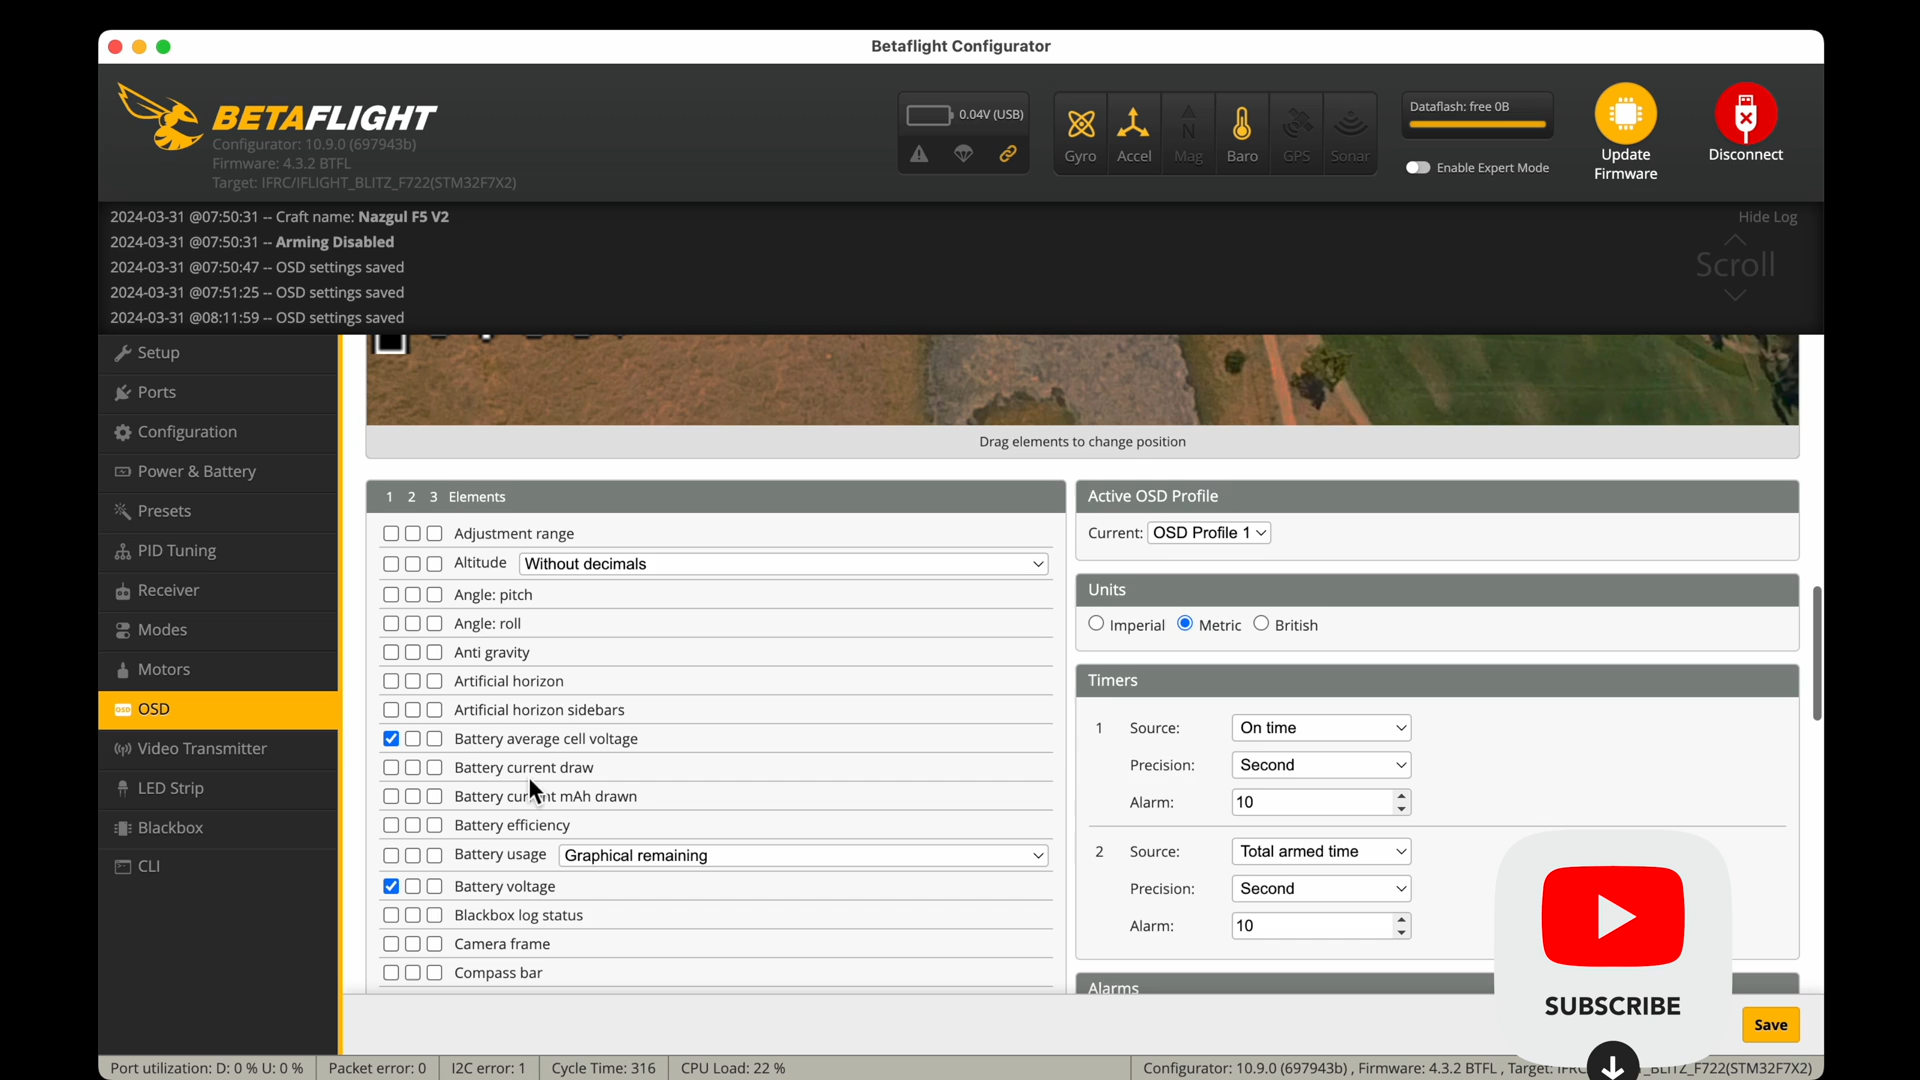 Betaflight Configurator
BETAFLIGHT
Configurator: 10.9.0 (697943b)
Firmware: 4.3.2 BTFL
Target: IFRC/IFLIGHT_BLITZ_F722(STM32F7X2)
0.04V (USB)
Gyro
Accel
N
Mag
Baro
GPS
Sonar
Dataflash: free 0B
Enable Expert Mode
Update
Firmware
Disconnect
2024-03-31 @07:50:31 -- Craft name: Nazgul F5 V2
2024-03-31 @07:50:31 -- Arming Disabled
2024-03-31 @07:50:47 -- OSD settings saved
2024-03-31 @07:51:25 -- OSD settings saved
2024-03-31 @08:11:59 -- OSD settings saved
Hide Log
Scroll
Setup
Ports
Configuration
Power & Battery
Presets
PID Tuning
Receiver
Modes
Motors
OSD
Video Transmitter
LED Strip
Blackbox
CLI
Drag elements to change position
1 2 3 Elements
Adjustment range
Altitude Without decimals
Angle: pitch
Angle: roll
Anti gravity
Artificial horizon
Artificial horizon sidebars
Battery average cell voltage
Battery current draw
Battery current mAh drawn
Battery efficiency
Battery usage Graphical remaining
Battery voltage
Blackbox log status
Camera frame
Compass bar
Active OSD Profile
Current: OSD Profile 1
Units
Imperial Metric British
Timers
1 Source: On time
Precision: Second
Alarm: 10
2 Source: Total armed time
Precision: Second
Alarm: 10
Alarms
SUBSCRIBE
Save
Port utilization: D: 0 % U: 0 %
Packet error: 0
I2C error: 1
Cycle Time: 316
CPU Load: 22 %
Configurator: 10.9.0 (697943b) , Firmware: 4.3.2 BTFL , Target: _BLITZ_F722(STM32F7X2)